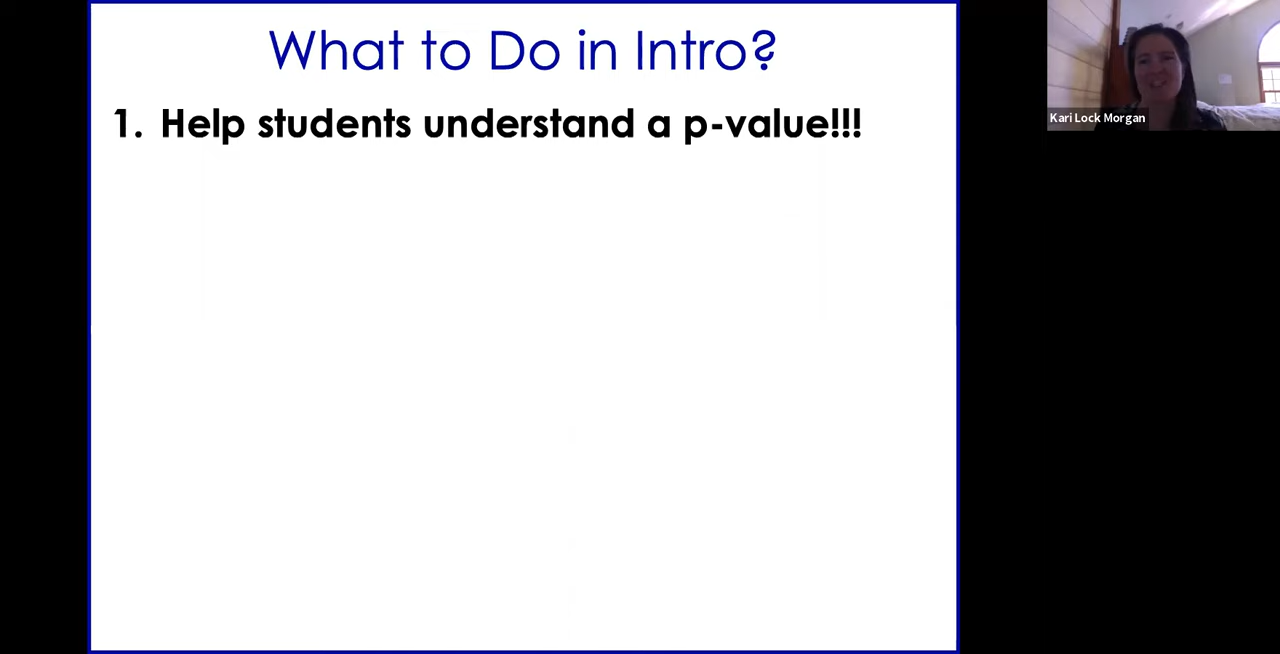 What to Do in Intro?
1. Help students understand a p-value!!!
Kari Lock Morgan